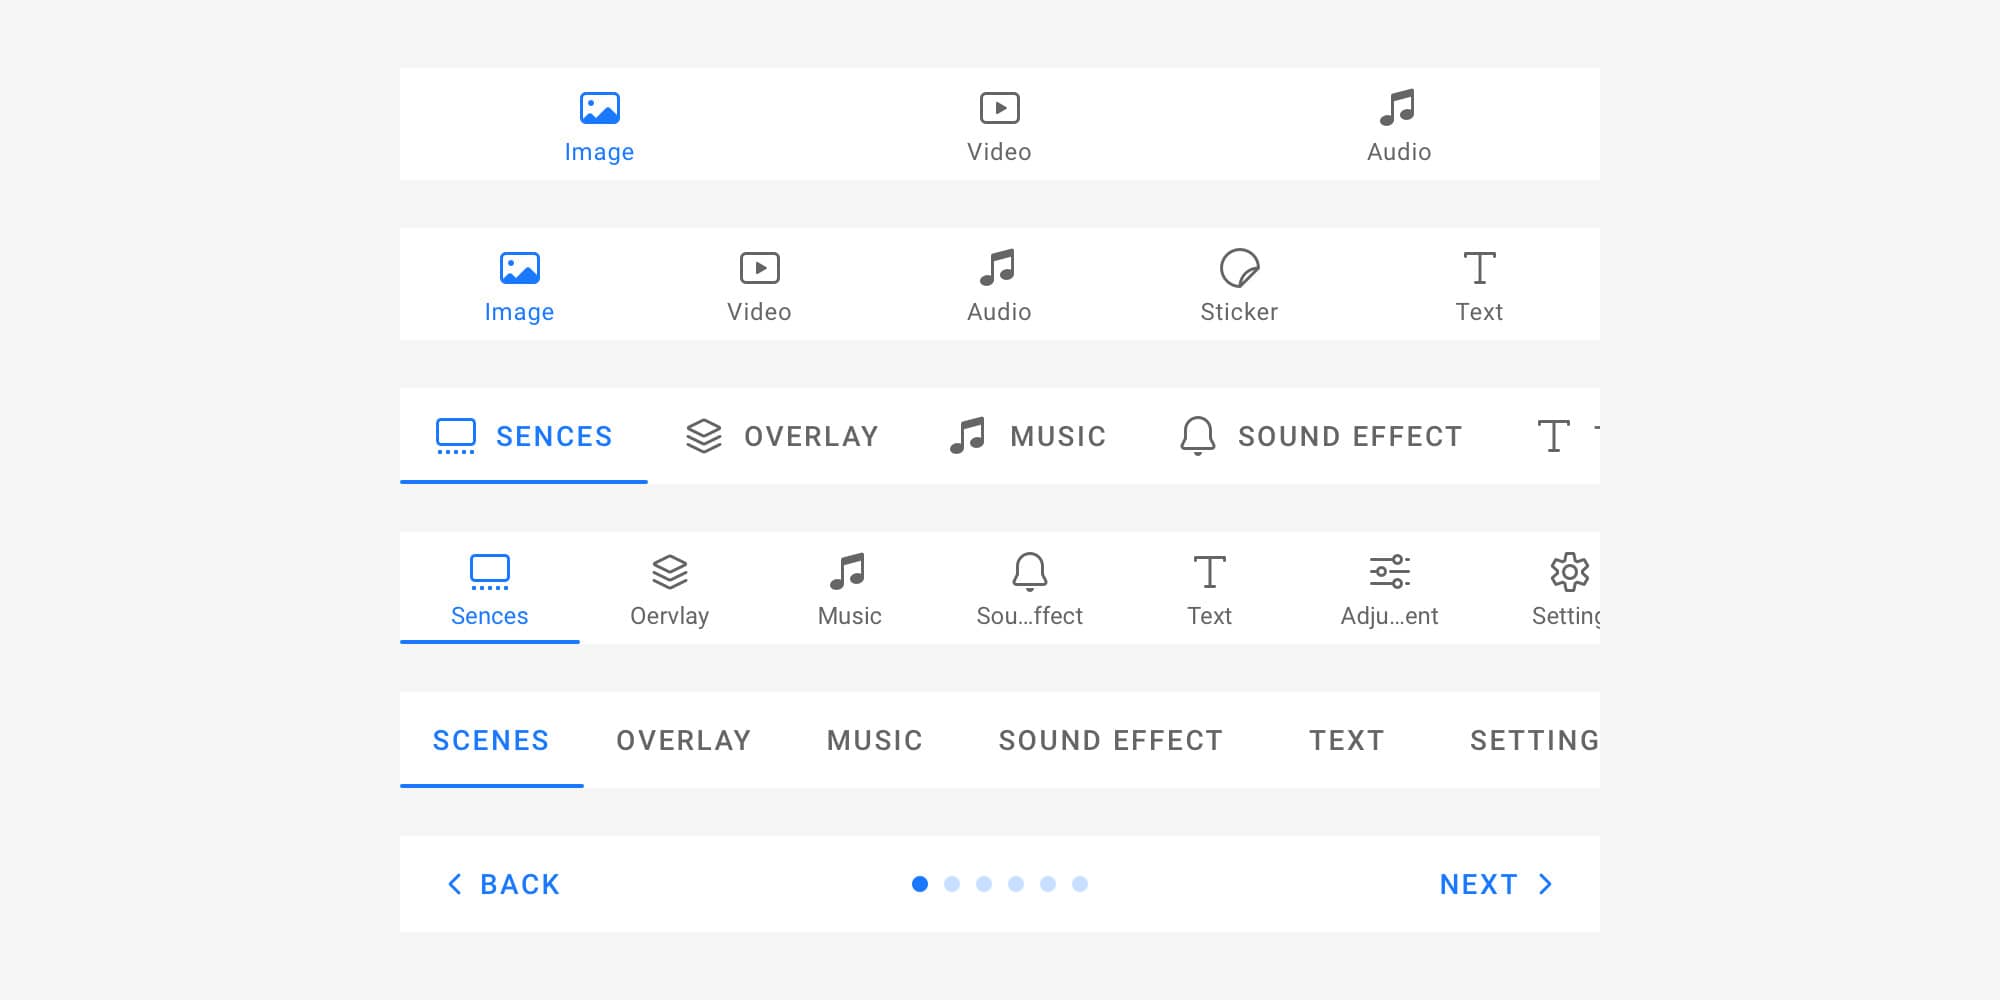 Image Video Audio
Image Video Audio Sticker Text
SENCES OVERLAY MUSIC SOUND EFFECT
Sences Oervlay Music Sou...ffect Text Adju...ent Setting
SCENES OVERLAY MUSIC SOUND EFFECT TEXT SETTING
BACK NEXT